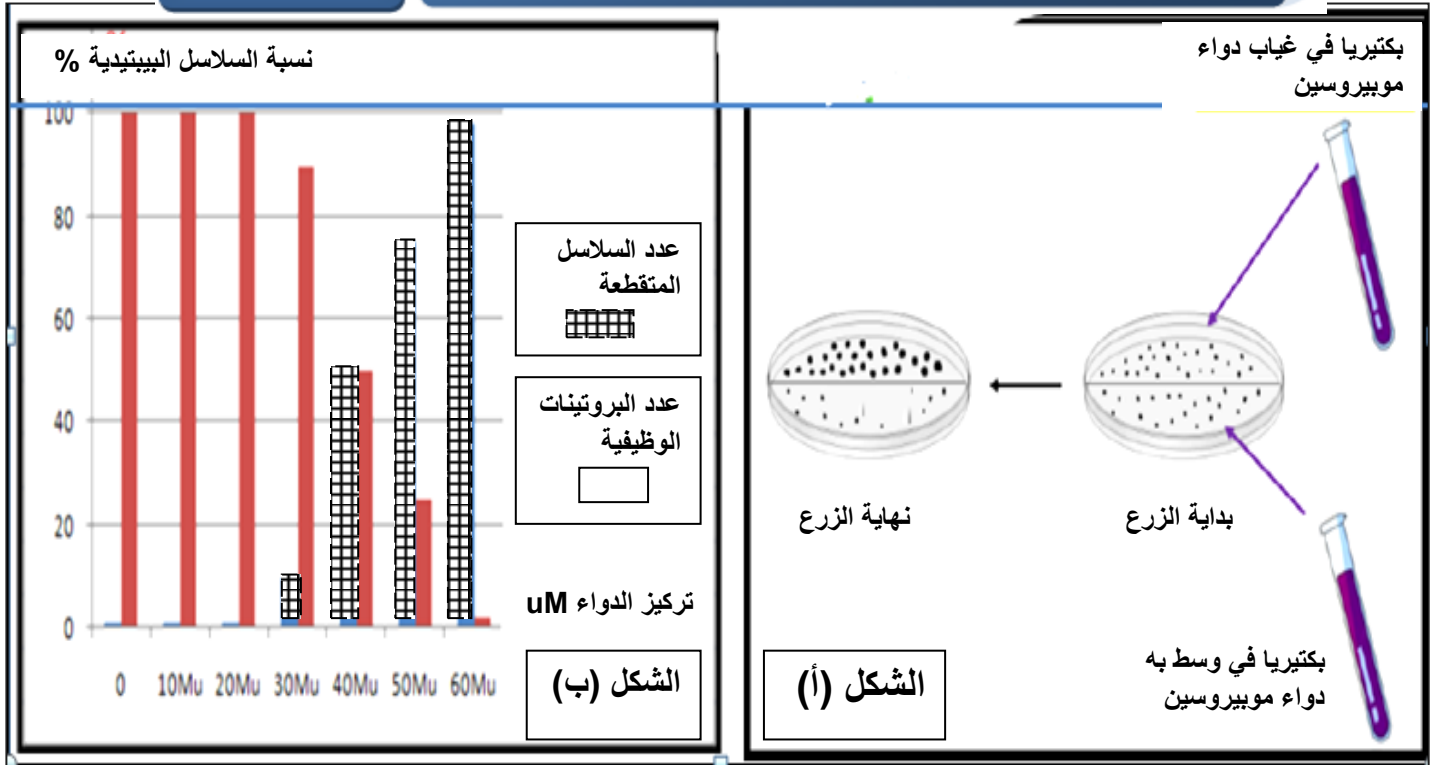 بكتيريا في غياب دواء
موبيروسين
بداية الزرع
نهاية الزرع
بكتيريا في وسط به
دواء موبيروسين
الشكل (أ)
نسبة السلاسل الببتيدية %
100
80
60
40
20
0
0 10Mu 20Mu 30Mu 40Mu 50Mu 60Mu
عدد السلاسل
المتقطعة
عدد البروتينات
الوظيفية
تركيز الدواء uM
الشكل (ب)